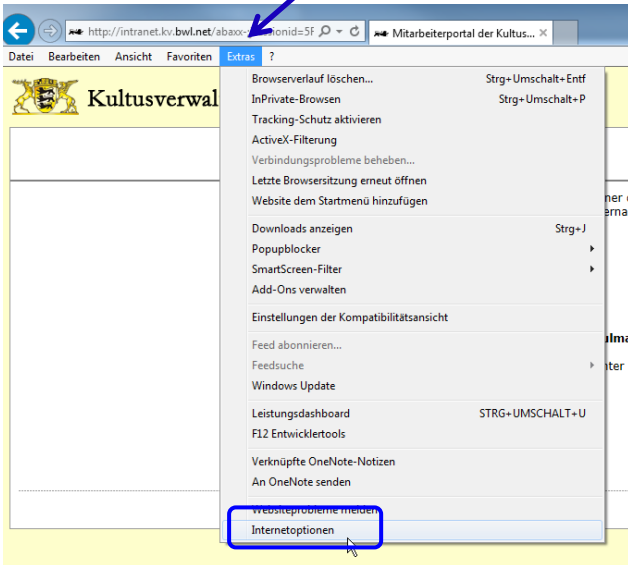 http://intranet.kv.bwl.net/abaxx- Mitarbeiterportal der Kultus...
Datei Bearbeiten Ansicht Favoriten Extras ?
Kultusverwal
Browserverlauf löschen... Strg+Umschalt+Entf
InPrivate-Browsen Strg+Umschalt+P
Tracking-Schutz aktivieren
ActiveX-Filterung
Verbindungsprobleme beheben...
Letzte Browsersitzung erneut öffnen
Website dem Startmenü hinzufügen
Downloads anzeigen Strg+J
Popupblocker
SmartScreen-Filter
Add-Ons verwalten
Einstellungen der Kompatibilitätsansicht
Feed abonnieren...
Feedsuche
Windows Update
Leistungsdashboard STRG+UMSCHALT+U
F12 Entwicklertools
Verknüpfte OneNote-Notizen
An OneNote senden
Websiteprobleme melden
Internetoptionen